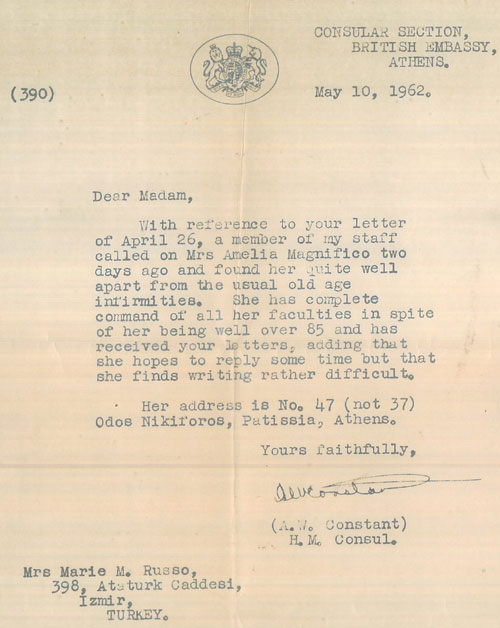 CONSULAR SECTION,
BRITISH EMBASSY,
ATHENS.
(390)
May 10, 1962.
Dear Madam,
With reference to your letter
of April 26, a member of my staff
called on Mrs Amelia Magnifico two
days ago and found her quite well
apart from the usual old age
infirmities. She has complete
command of all her faculties in spite
of her being well over 85 and has
received your letters, adding that
she hopes to reply some time but that
she finds writing rather difficult.
Her address is No. 47 (not 37)
Odos Nikiforos, Patissia, Athens.
Yours faithfully,
AWConstant
(A.W. Constant)
H.M. Consul.
Mrs Marie M. Russo,
398, Ataturk Caddesi,
Izmir,
TURKEY.